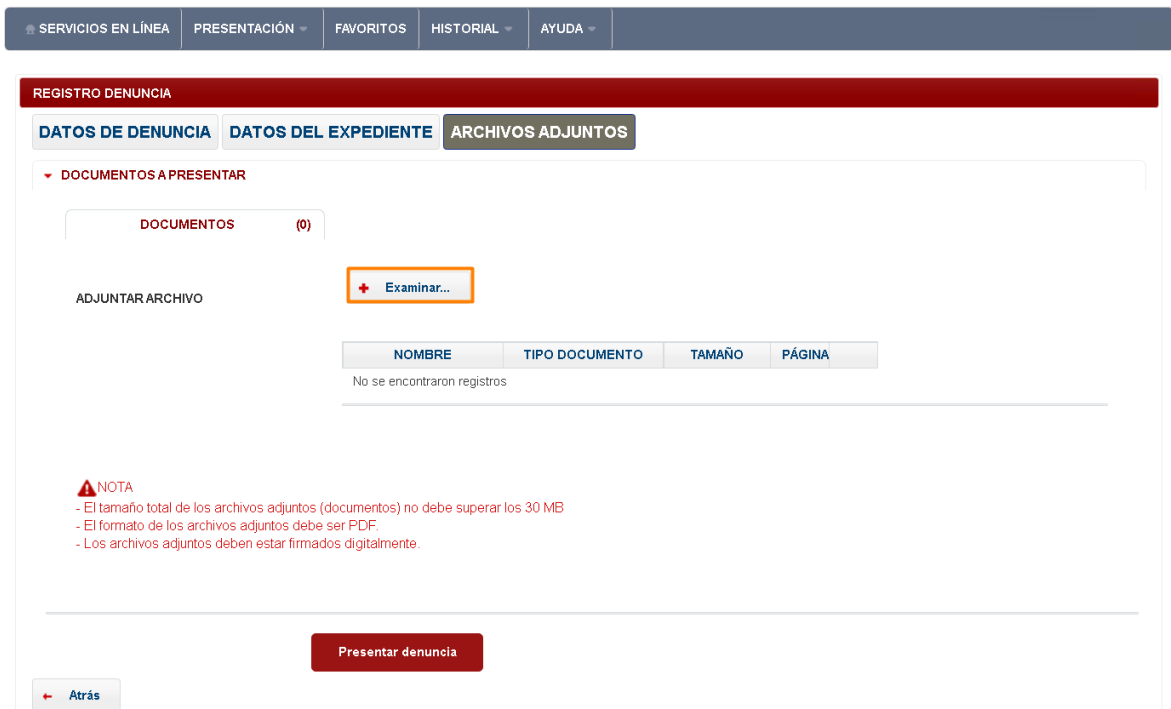 SERVICIOS EN LÍNEA PRESENTACIÓN FAVORITOS HISTORIAL AYUDA
REGISTRO DENUNCIA
DATOS DE DENUNCIA DATOS DEL EXPEDIENTE ARCHIVOS ADJUNTOS
DOCUMENTOS A PRESENTAR
DOCUMENTOS (0)
Examinar...
ADJUNTAR ARCHIVO
NOMBRE TIPO DOCUMENTO TAMAÑO PÁGINA
No se encontraron registros
NOTA
- El tamaño total de los archivos adjuntos (documentos) no debe superar los 30 MB
- El formato de los archivos adjuntos debe ser PDF.
- Los archivos adjuntos deben estar firmados digitalmente.
Presentar denuncia
Atrás